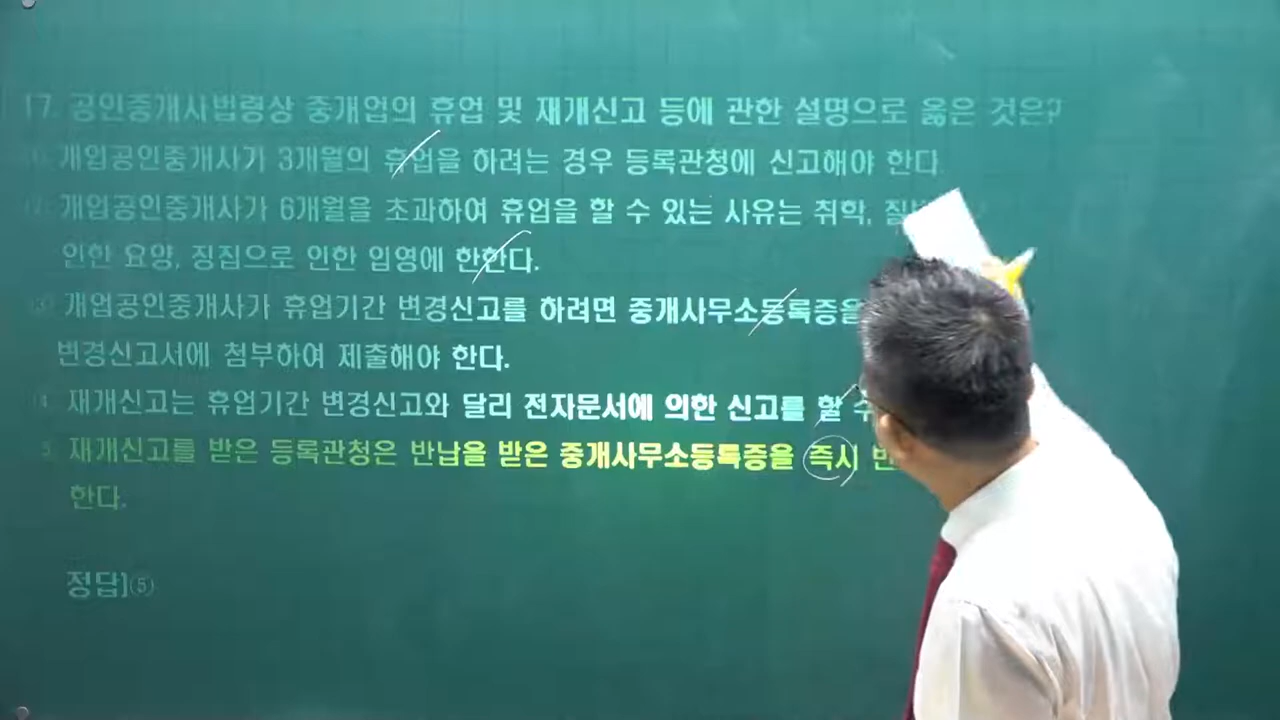 17. 공인중개사법령상 중개업의 휴업 및 재개신고 등에 관한 설명으로 옳은 것은?
개업공인중개사가 3개월의 휴업을 하려는 경우 등록관청에 신고해야 한다.
개업공인중개사가 6개월을 초과하여 휴업을 할 수 있는 사유는 취학,
인한 요양, 징집으로 인한 입영에 한한다.
개업공인중개사가 휴업기간 변경신고를 하려면 중개사무소등록증을
변경신고서에 첨부하여 제출해야 한다.
재개신고는 휴업기간 변경신고와 달리 전자문서에 의한 신고를 할 수
재개신고를 받은 등록관청은 반납을 받은 중개사무소등록증을 즉시
한다.
정답]⑤